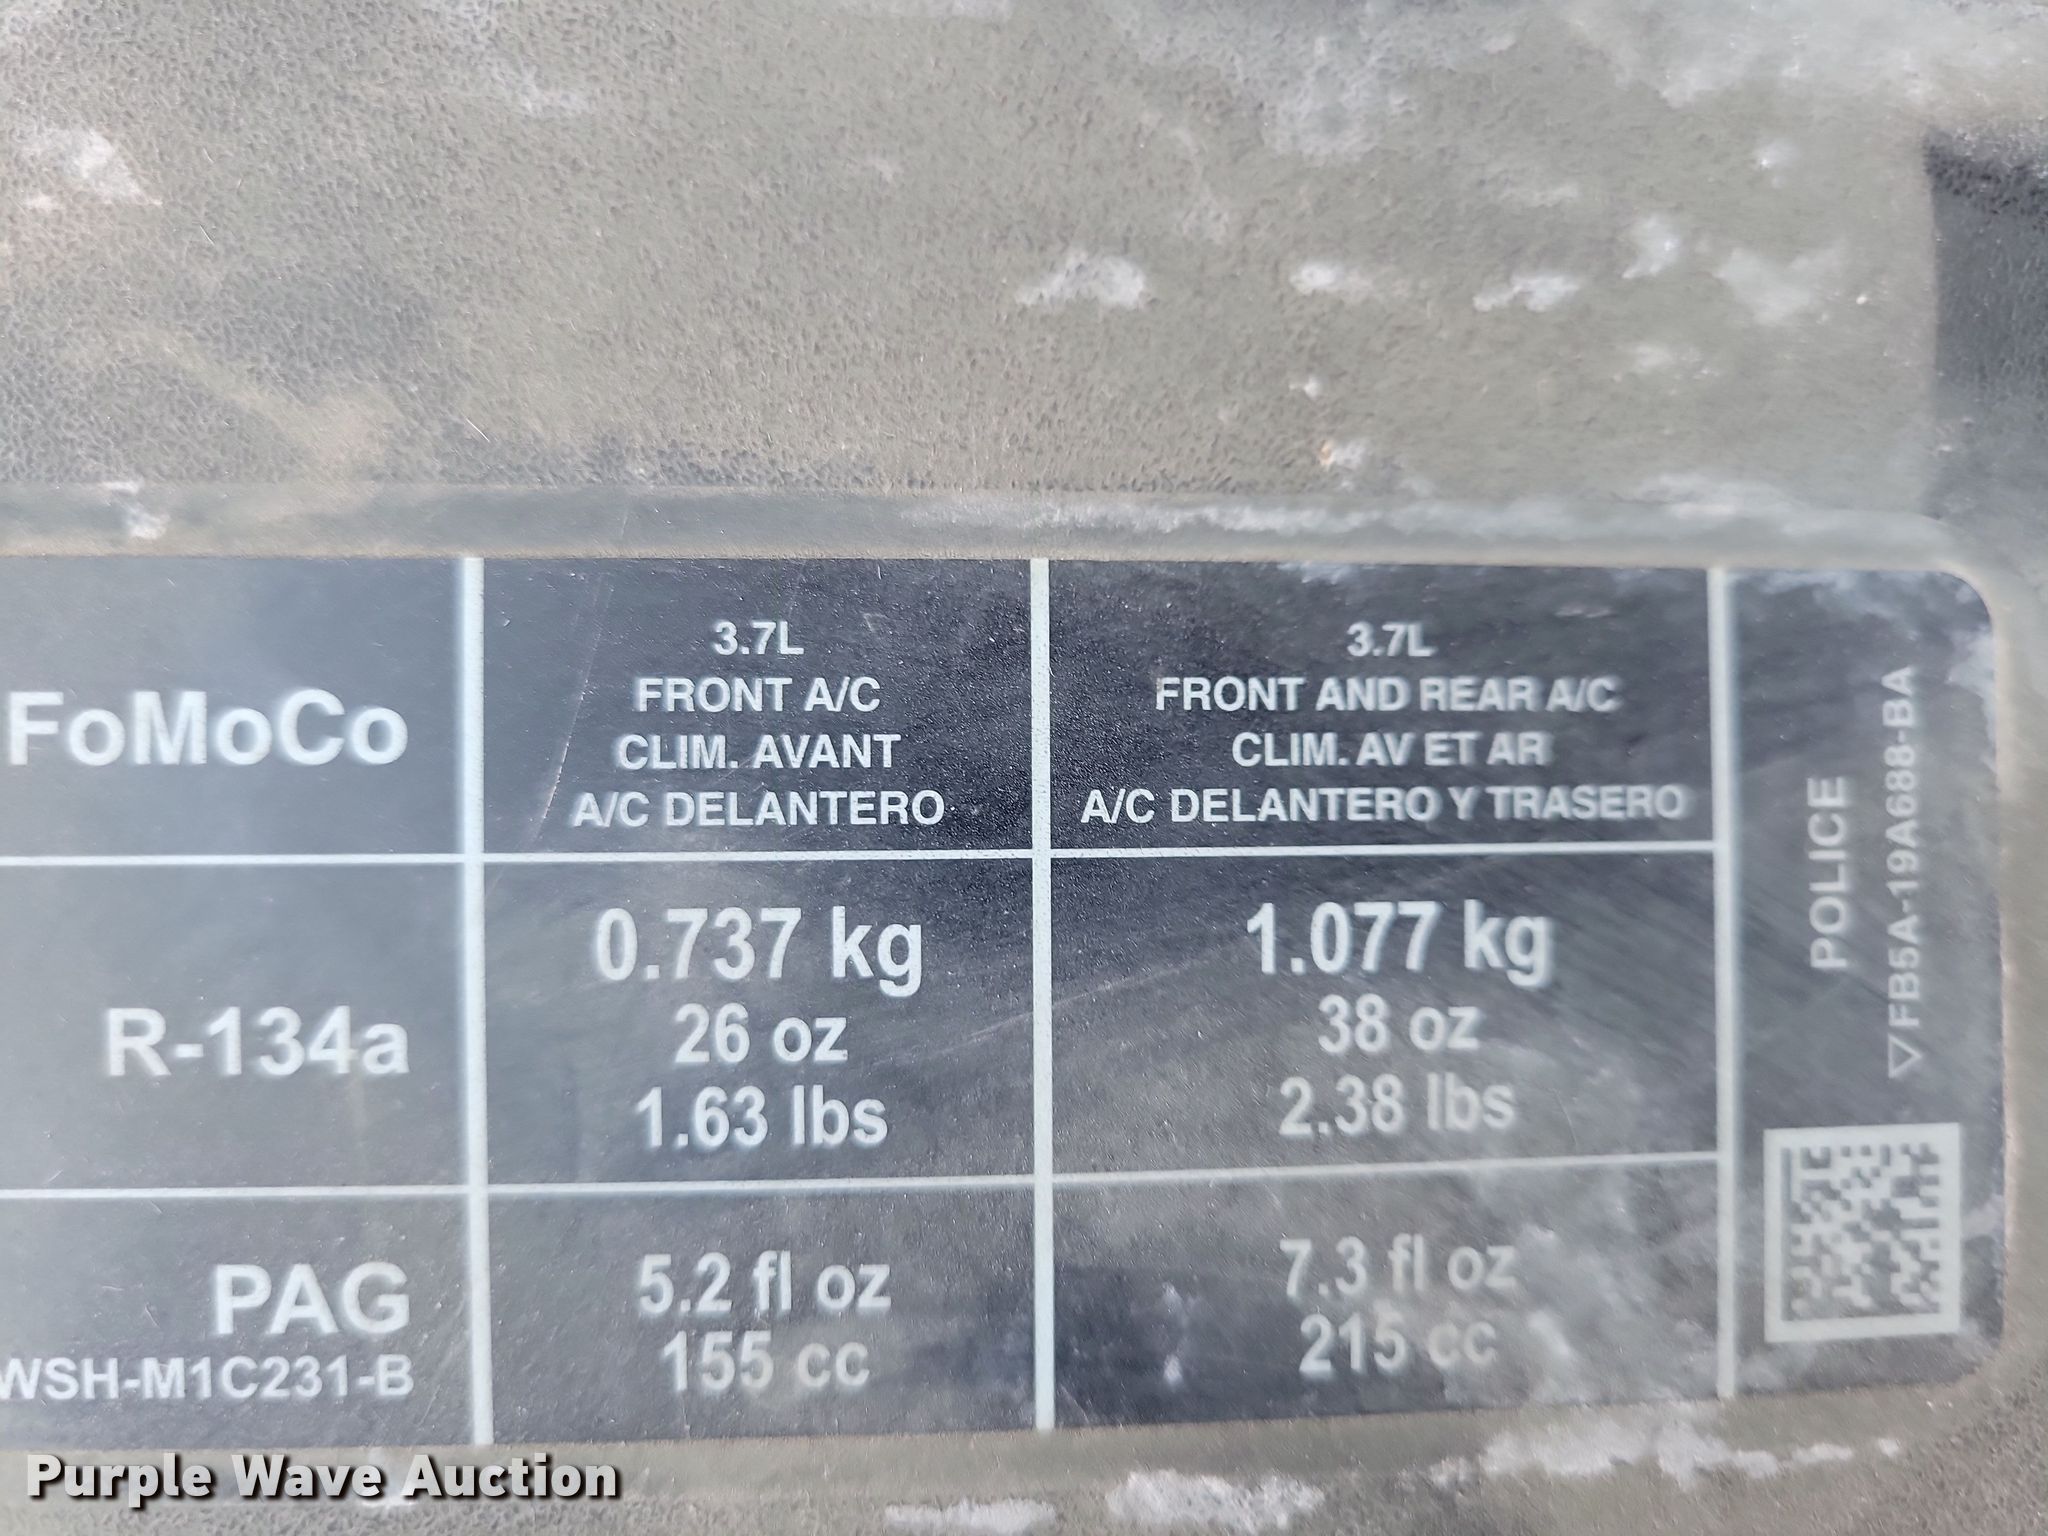 FoMoCo
3.7L
FRONT A/C
CLIM. AVANT
A/C DELANTERO
3.7L
FRONT AND REAR A/C
CLIM. AV ET AR
A/C DELANTERO Y TRASERO
R-134a
0.737 kg
26 oz
1.63 lbs
1.077 kg
38 oz
2.38 lbs
PAG
WSH-M1C231-B
5.2 fl oz
155 cc
7.3 fl oz
215 cc
POLICE
FB5A-19A688-BA
Purple Wave Auction